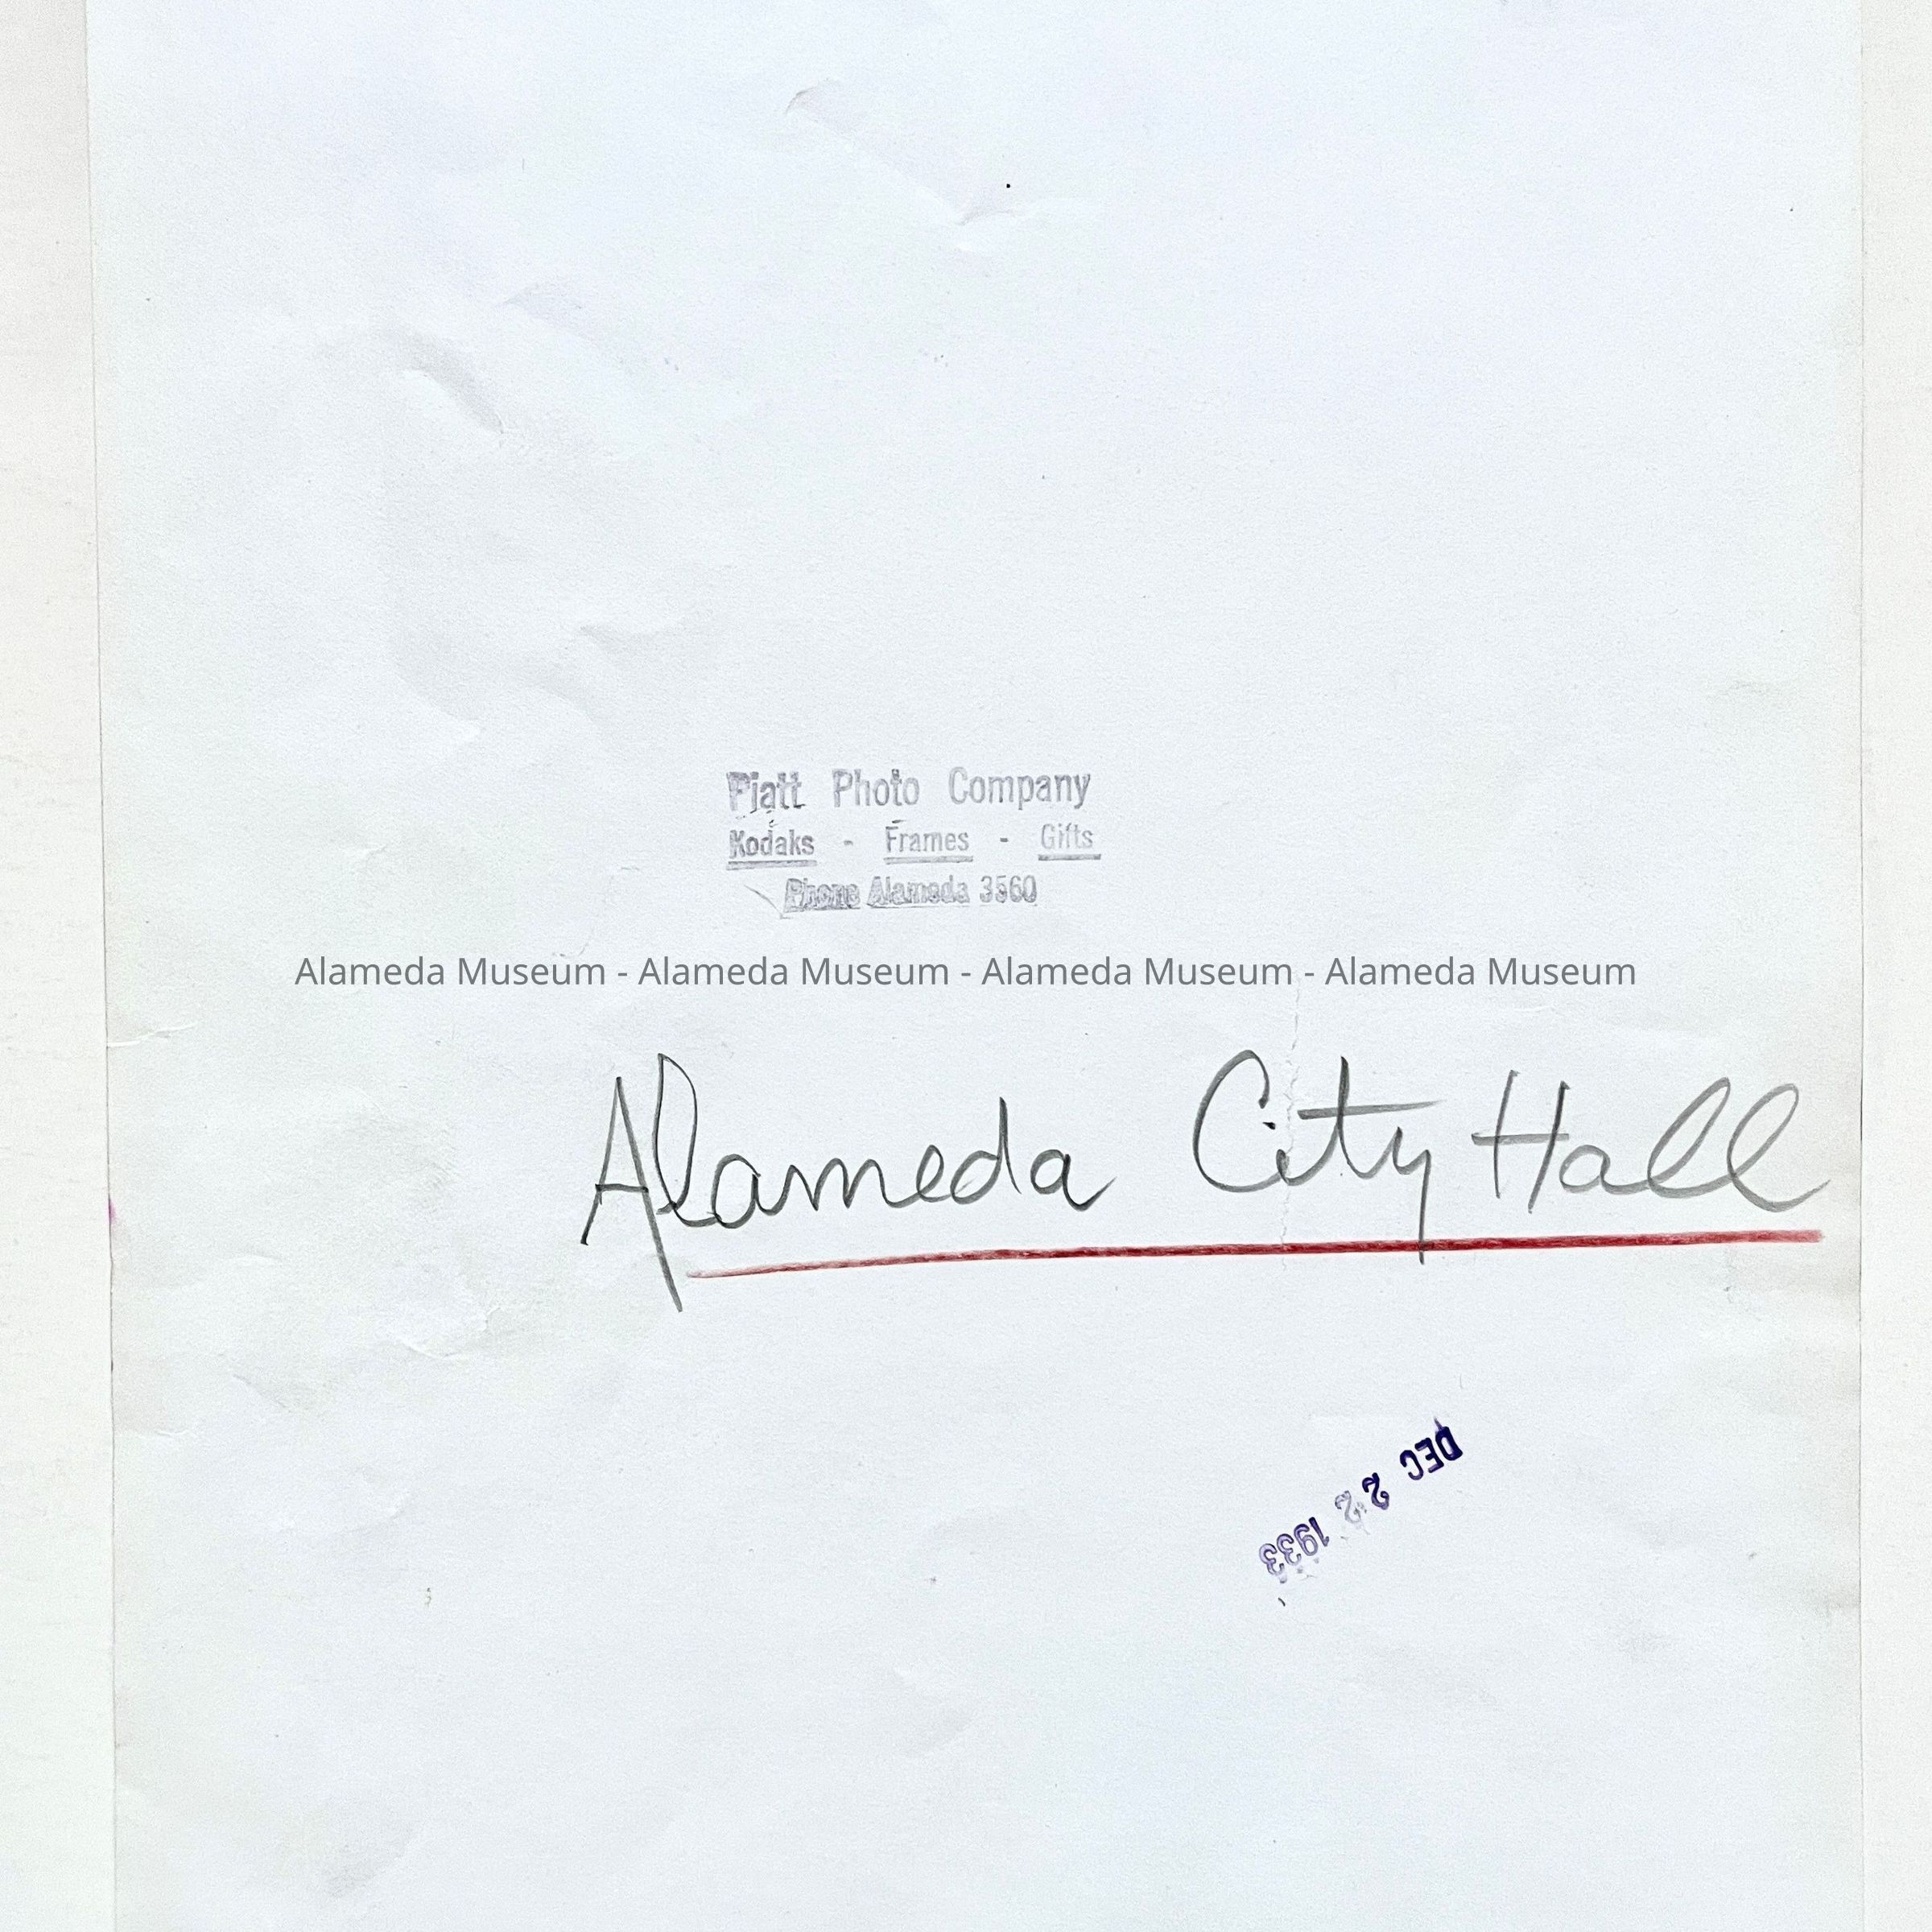 Piatt Photo Company
Kodaks - Frames - Gifts
Phone Alameda 3560
Alameda Museum - Alameda Museum - Alameda Museum - Alameda Museum
Alameda City Hall
DEC 22 1933